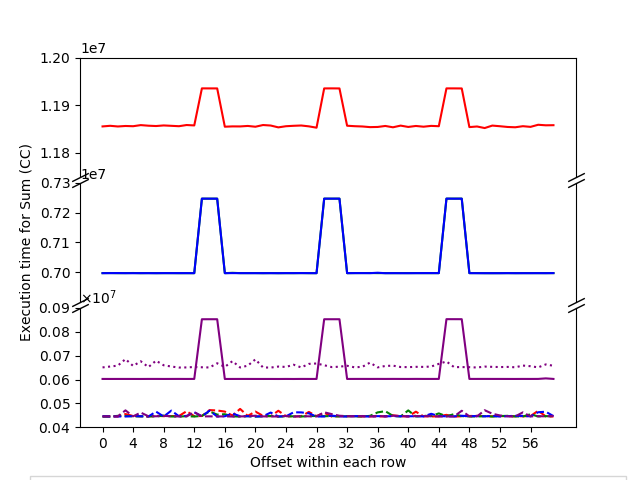 1e7
1.20
1.19
1.18
1e7
0.73
0.72
0.71
0.70
×10⁷
0.09
0.08
0.07
0.06
0.05
0.04
Execution time for Sum (CC)
0 4 8 12 16 20 24 28 32 36 40 44 48 52 56
Offset within each row